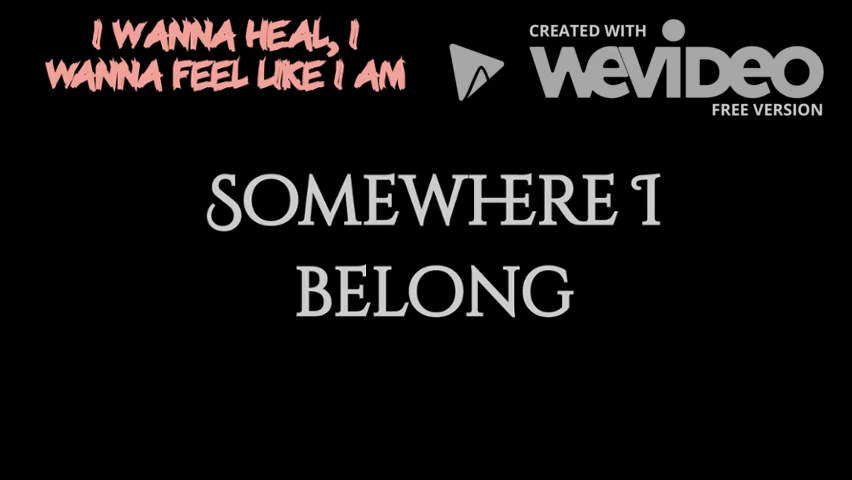 I WANNA HEAL, I
WANNA FEEL LIKE I AM
CREATED WITH
WeVideo
FREE VERSION
SOMEWHERE I
BELONG